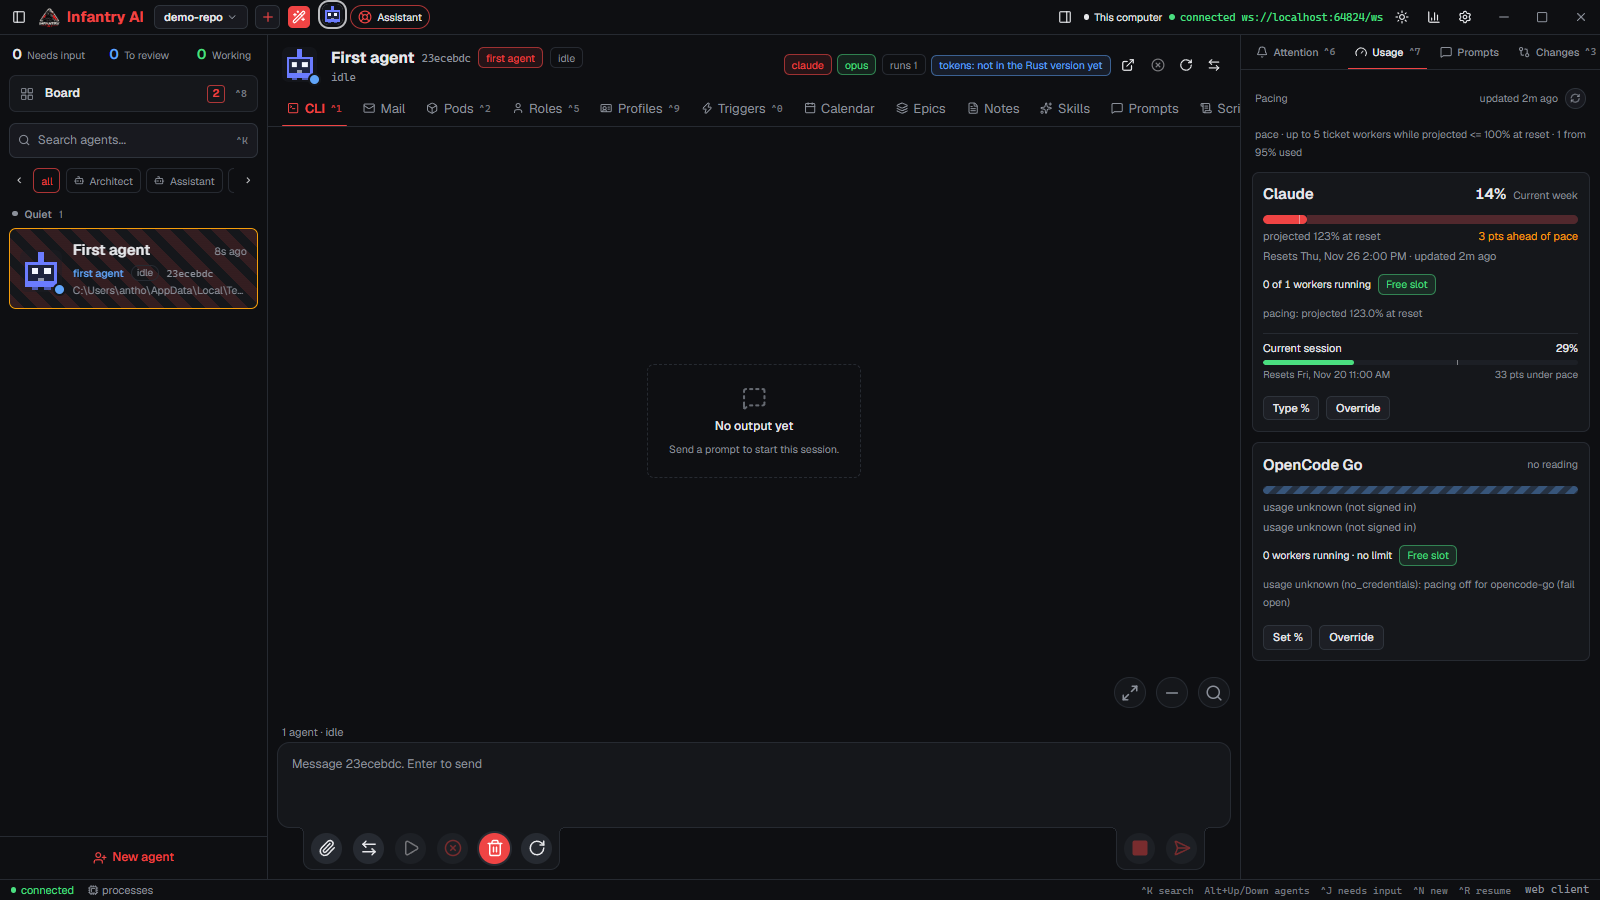 Infantry AI demo-repo Assistant This computer connected ws://localhost:64824/ws
0 Needs input 0 To review 0 Working
Board 2 ^8
Search agents... ^K
all Architect Assistant
Quiet 1
First agent 8s ago
first agent idle 23ecebdc
C:\Users\antho\AppData\Local\Te...
New agent
First agent 23ecebdc first agent idle
idle
claude opus runs 1 tokens: not in the Rust version yet
CLI ^1 Mail Pods ^2 Roles ^5 Profiles ^9 Triggers ^0 Calendar Epics Notes Skills Prompts Scri
No output yet
Send a prompt to start this session.
1 agent · idle
Message 23ecebdc. Enter to send
Attention ^6 Usage ^7 Prompts Changes ^3
Pacing updated 2m ago
pace · up to 5 ticket workers while projected <= 100% at reset · 1 from
95% used
Claude 14% Current week
projected 123% at reset 3 pts ahead of pace
Resets Thu, Nov 26 2:00 PM · updated 2m ago
0 of 1 workers running Free slot
pacing: projected 123.0% at reset
Current session 29%
Resets Fri, Nov 20 11:00 AM 33 pts under pace
Type % Override
OpenCode Go no reading
usage unknown (not signed in)
usage unknown (not signed in)
0 workers running · no limit Free slot
usage unknown (no_credentials): pacing off for opencode-go (fail
open)
Set % Override
connected processes ^K search Alt+Up/Down agents ^J needs input ^N new ^R resume web client